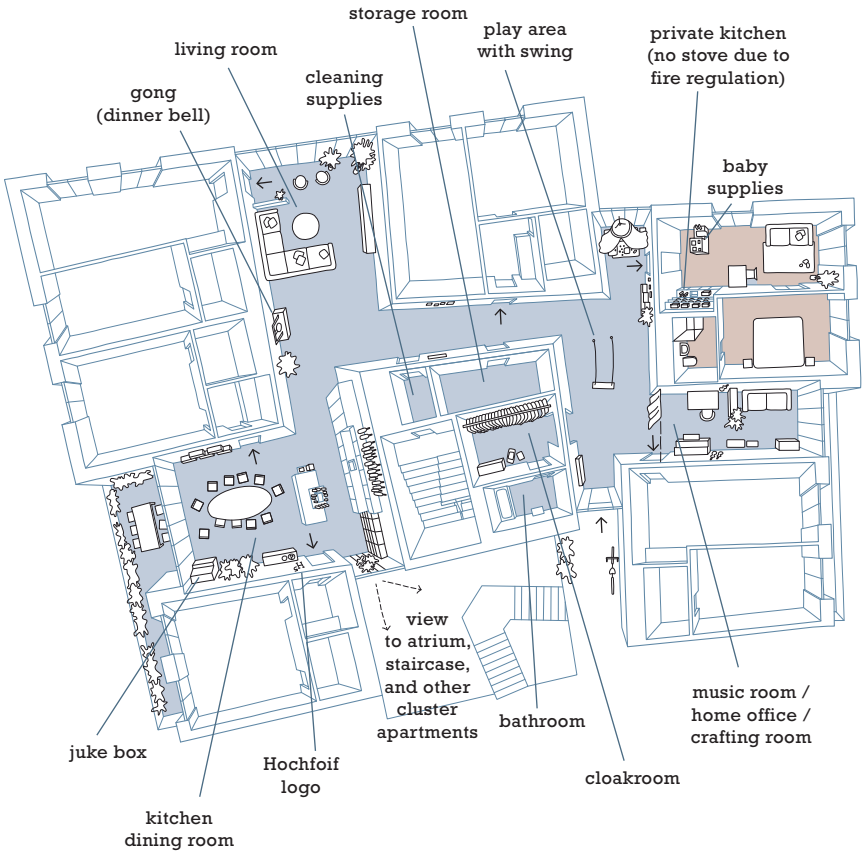 storage room
living room
play area
with swing
private kitchen
(no stove due to
fire regulation)
cleaning
supplies
gong
(dinner bell)
baby
supplies
view
to atrium,
staircase,
and other
cluster
apartments
juke box
Hochfoif
logo
kitchen
dining room
bathroom
cloakroom
music room /
home office /
crafting room